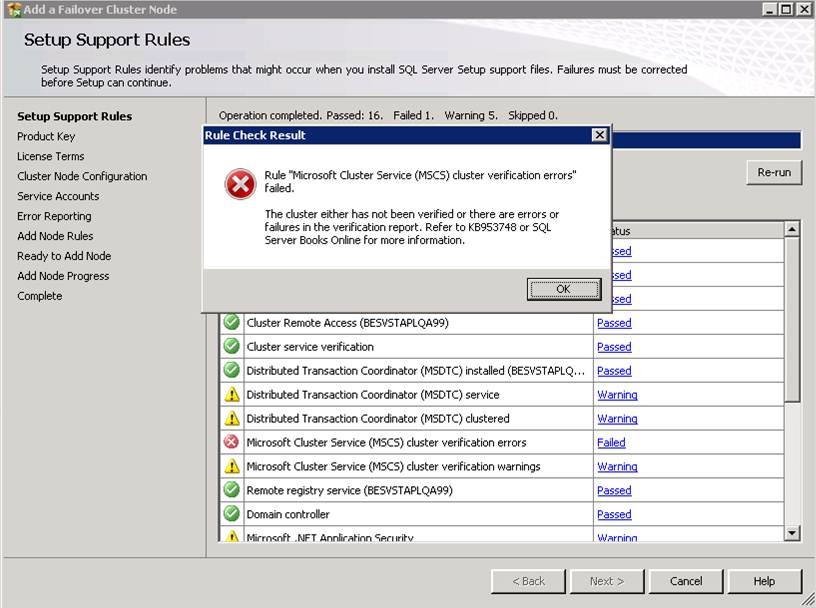 Add a Failover Cluster Node
Setup Support Rules
Setup Support Rules identify problems that might occur when you install SQL Server Setup support files. Failures must be corrected
before Setup can continue.
Setup Support Rules
Product Key
License Terms
Cluster Node Configuration
Service Accounts
Error Reporting
Add Node Rules
Ready to Add Node
Add Node Progress
Complete
Operation completed. Passed: 16. Failed 1. Warning 5. Skipped 0.
Rule Check Result
Rule "Microsoft Cluster Service (MSCS) cluster verification errors"
failed.
The cluster either has not been verified or there are errors or
failures in the verification report. Refer to KB953748 or SQL
Server Books Online for more information.
OK
Re-run
Cluster Remote Access (BESVSTAPLQA99) Passed
Cluster service verification Passed
Distributed Transaction Coordinator (MSDTC) installed (BESVSTAPLQ... Passed
Distributed Transaction Coordinator (MSDTC) service Warning
Distributed Transaction Coordinator (MSDTC) clustered Warning
Microsoft Cluster Service (MSCS) cluster verification errors Failed
Microsoft Cluster Service (MSCS) cluster verification warnings Warning
Remote registry service (BESVSTAPLQA99) Passed
Domain controller Passed
Microsoft .NET Application Security Warning
< Back
Next >
Cancel
Help